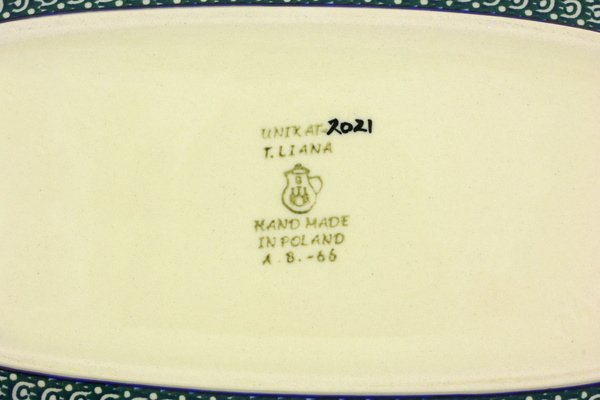 UNIKAT 2021
T. LIANA
G
HAND MADE
IN POLAND
A. B. -66